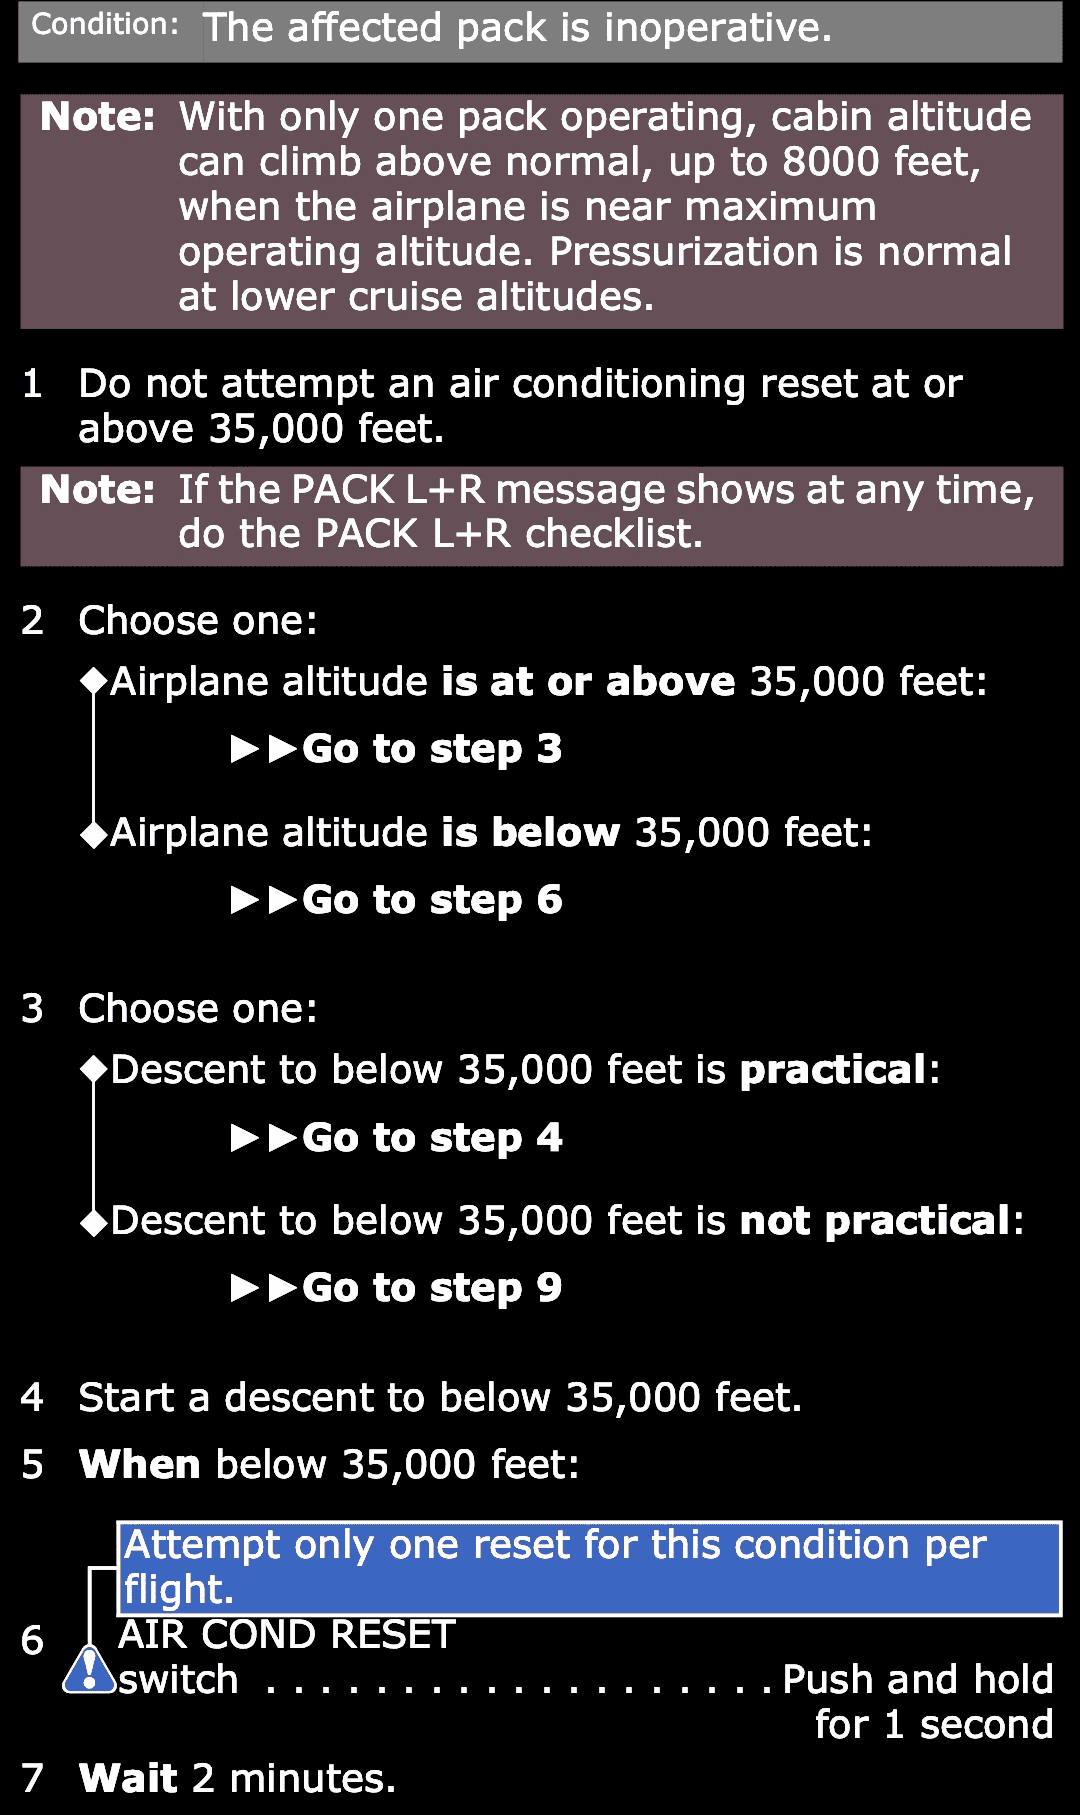 Condition: The affected pack is inoperative.
Note: With only one pack operating, cabin altitude
can climb above normal, up to 8000 feet,
when the airplane is near maximum
operating altitude. Pressurization is normal
at lower cruise altitudes.
1 Do not attempt an air conditioning reset at or
above 35,000 feet.
Note: If the PACK L+R message shows at any time,
do the PACK L+R checklist.
2 Choose one:
◆Airplane altitude is at or above 35,000 feet:
►►Go to step 3
◆Airplane altitude is below 35,000 feet:
►►Go to step 6
3 Choose one:
◆Descent to below 35,000 feet is practical:
►►Go to step 4
◆Descent to below 35,000 feet is not practical:
►►Go to step 9
4 Start a descent to below 35,000 feet.
5 When below 35,000 feet:
Attempt only one reset for this condition per
flight.
6 AIR COND RESET
! switch . . . . . . . . . . . . . . . . . . . Push and hold
for 1 second
7 Wait 2 minutes.